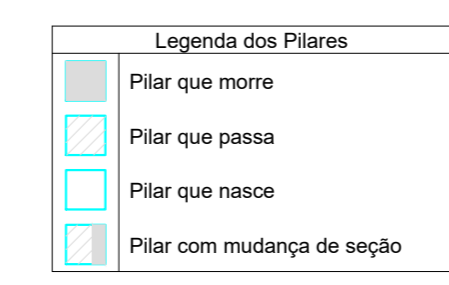 Legenda dos Pilares
Pilar que morre
Pilar que passa
Pilar que nasce
Pilar com mudança de seção